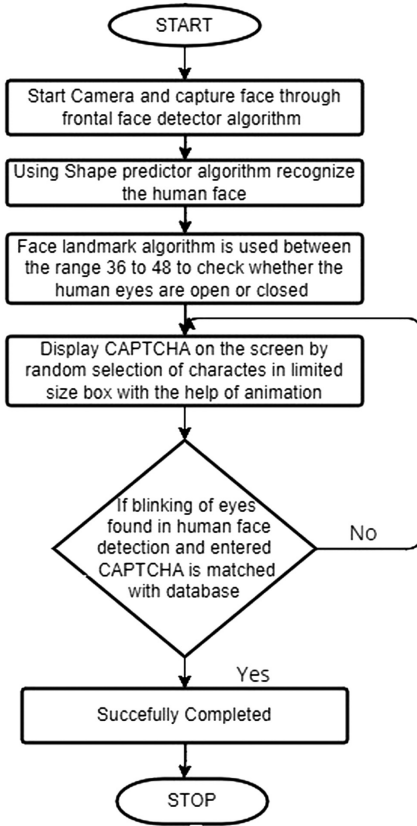 START
Start Camera and capture face through
frontal face detector algorithm
Using Shape predictor algorithm recognize
the human face
Face landmark algorithm is used between
the range 36 to 48 to check whether the
human eyes are open or closed
Display CAPTCHA on the screen by
random selection of charactes in limited
size box with the help of animation
If blinking of eyes
found in human face
detection and entered
CAPTCHA is matched
with database
No
Yes
Succefully Completed
STOP